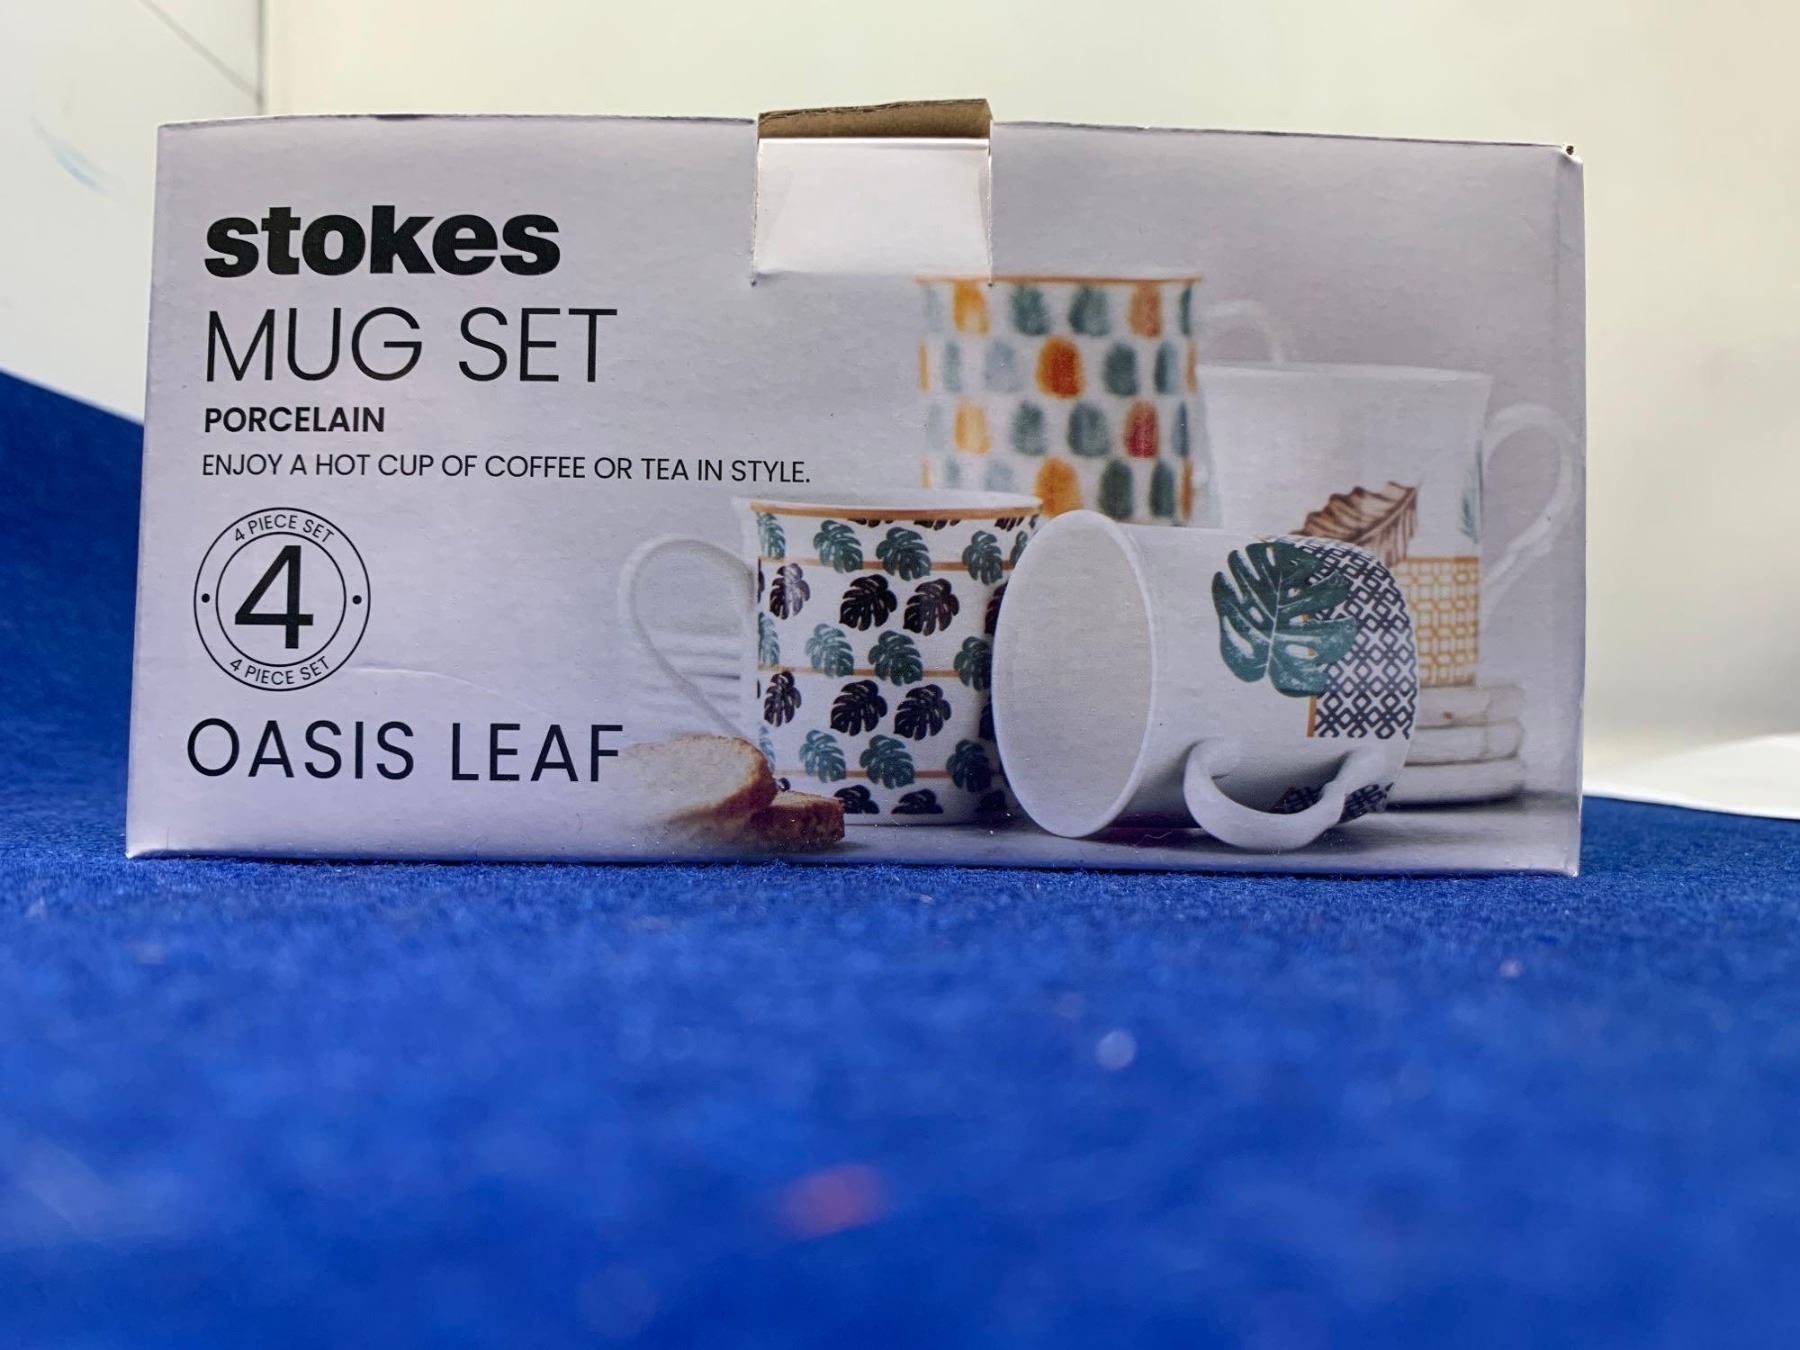 stokes
MUG SET
PORCELAIN
ENJOY A HOT CUP OF COFFEE OR TEA IN STYLE.
4 PIECE SET
4
4 PIECE SET
OASIS LEAF